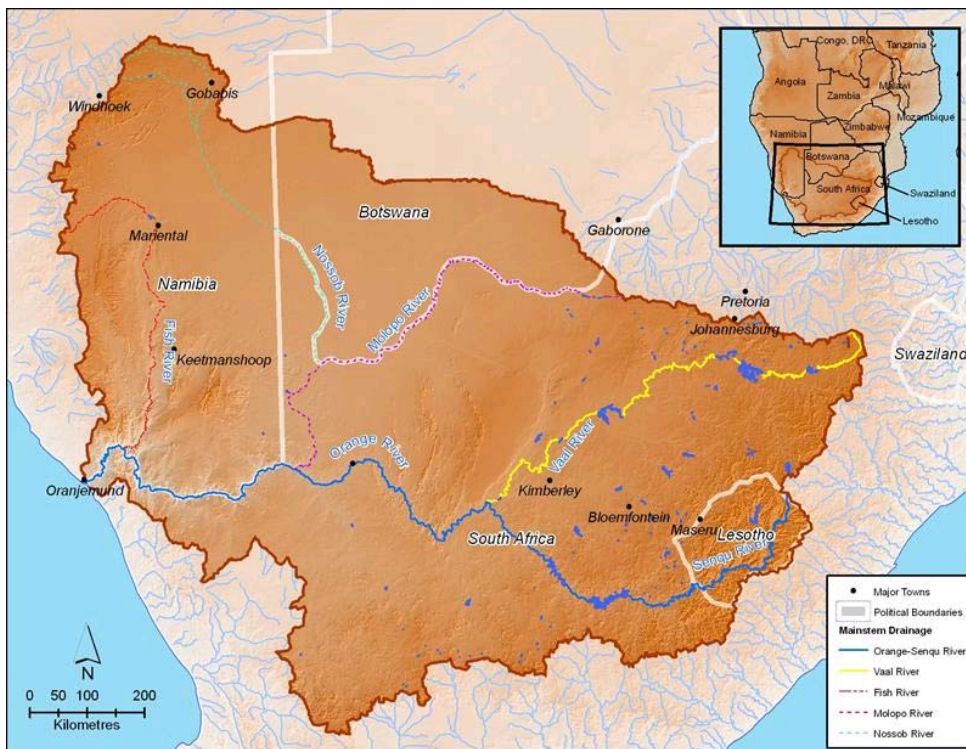 Congo, DRC
Tanzania
Angola
Malawi
Zambia
Mozambique
Zimbabwe
Namibia
Botswana
South Africa
Swaziland
Lesotho
Gobabis
Windhoek
Botswana
Gaborone
Mariental
Nossob River
Namibia
Molopo River
Pretoria
Johannesburg
Fish River
Keetmanshoop
Swaziland
Orange River
Vaal River
Oranjemund
Kimberley
Bloemfontein
Maseru
South Africa
Lesotho
Senqu River
N
0 50 100 200
Kilometres
Major Towns
Political Boundaries
Mainstem Drainage
Orange-Senqu River
Vaal River
Fish River
Molopo River
Nossob River